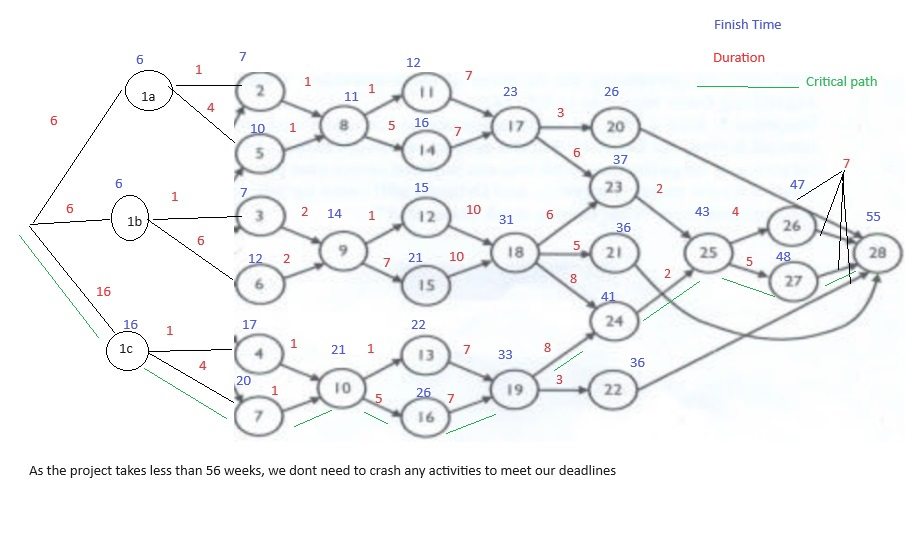 Finish Time
Duration
Critical path
6 7 12
1 1 1 7
1a 2 11 23 26
6 4 11 8 17 3 20
10 1 5 16 7 6 37
5 14 23 2 47 7
6 7 15
6 1 2 14 1 10 31 6 36 43 4 26 55
1b 3 9 12 18 5 21 25 28
6 12 2 7 21 10 8 2 5 48
6 15 41 27
16 24
16 17 22
1c 1 4 1 21 1 13 7 33 8
4 20 1 10 5 26 7 19 3 22 36
7 16
As the project takes less than 56 weeks, we dont need to crash any activities to meet our deadlines